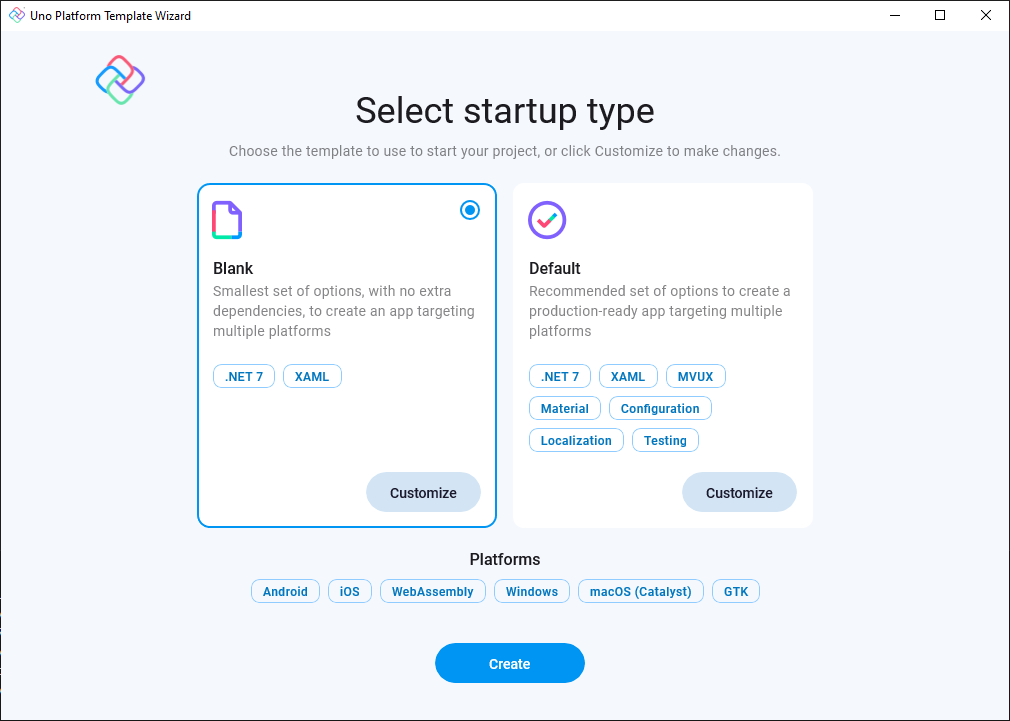 Uno Platform Template Wizard
Select startup type
Choose the template to use to start your project, or click Customize to make changes.
Blank
Smallest set of options, with no extra
dependencies, to create an app targeting
multiple platforms
.NET 7 XAML
Customize
Default
Recommended set of options to create a
production-ready app targeting multiple
platforms
.NET 7 XAML MVUX
Material Configuration
Localization Testing
Customize
Platforms
Android iOS WebAssembly Windows macOS (Catalyst) GTK
Create